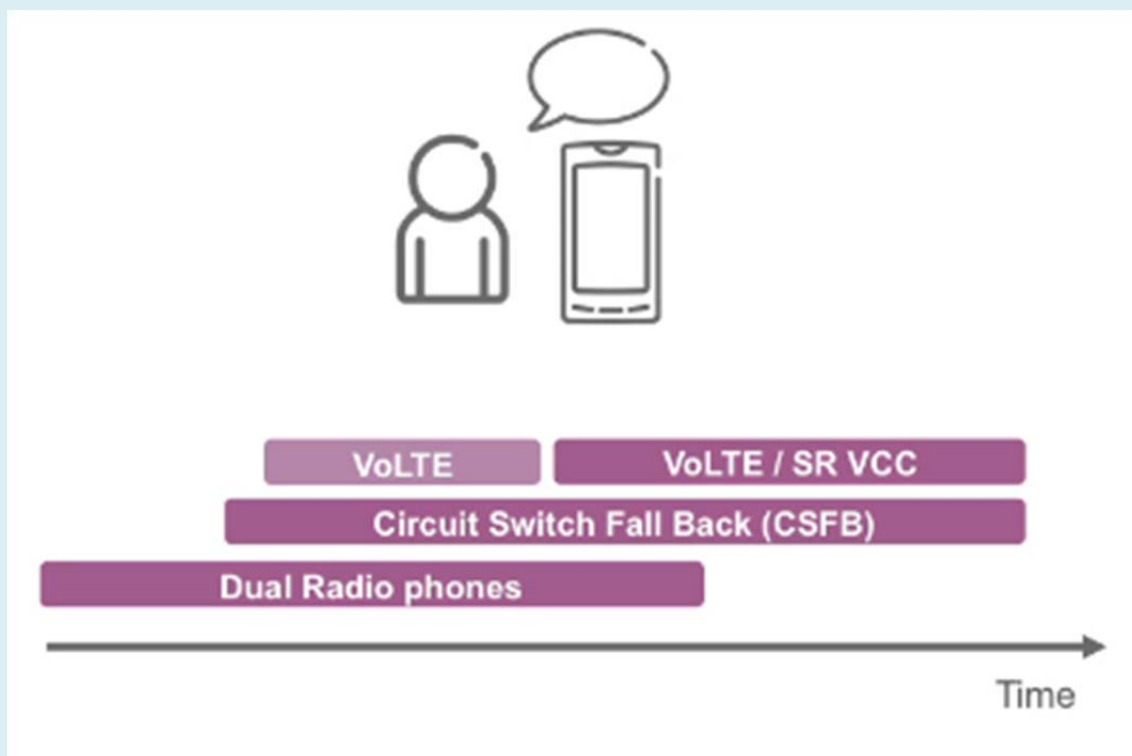 VoLTE
VoLTE / SR VCC
Circuit Switch Fall Back (CSFB)
Dual Radio phones
Time